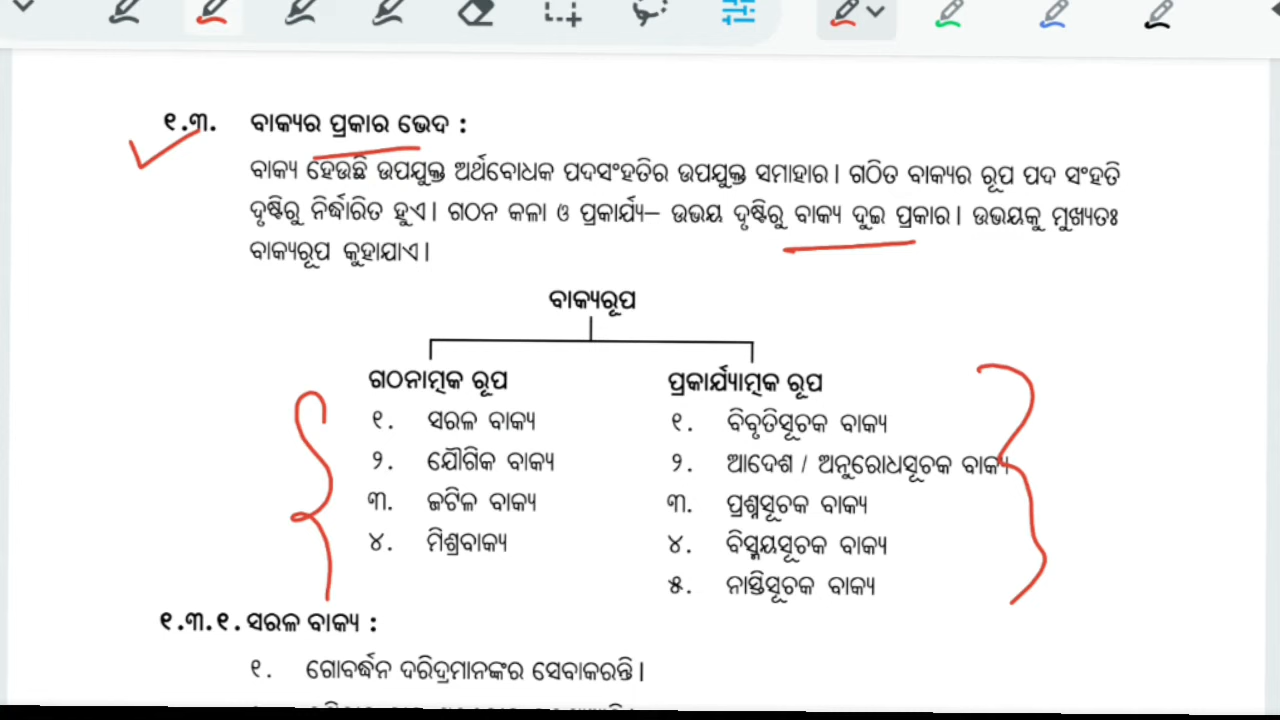 ୧.୩. ବାକ୍ୟର ପ୍ରକାର ଭେଦ :
ବାକ୍ୟ ହେଉଛି ଉପଯୁକ୍ତ ଅର୍ଥବୋଧକ ପଦସଂହତିର ଉପଯୁକ୍ତ ସମାହାର। ଗଠିତ ବାକ୍ୟର ରୂପ ପଦ ସଂହତି
ଦୃଷ୍ଟିରୁ ନିର୍ଦ୍ଧାରିତ ହୁଏ। ଗଠନ କଳା ଓ ପ୍ରକାର୍ଯ୍ୟ– ଉଭୟ ଦୃଷ୍ଟିରୁ ବାକ୍ୟ ଦୁଇ ପ୍ରକାର। ଉଭୟକୁ ମୁଖ୍ୟତଃ
ବାକ୍ୟରୂପ କୁହାଯାଏ।
ବାକ୍ୟରୂପ
ଗଠନାତ୍ମକ ରୂପ
୧. ସରଳ ବାକ୍ୟ
୨. ଯୌଗିକ ବାକ୍ୟ
୩. ଜଟିଳ ବାକ୍ୟ
୪. ମିଶ୍ରବାକ୍ୟ
ପ୍ରକାର୍ଯ୍ୟାତ୍ମକ ରୂପ
୧. ବିବୃତିସୂଚକ ବାକ୍ୟ
୨. ଆଦେଶ / ଅନୁରୋଧସୂଚକ ବାକ୍ୟ
୩. ପ୍ରଶ୍ନସୂଚକ ବାକ୍ୟ
୪. ବିସ୍ମୟସୂଚକ ବାକ୍ୟ
୫. ନାସ୍ତିସୂଚକ ବାକ୍ୟ
୧.୩.୧. ସରଳ ବାକ୍ୟ :
୧. ଗୋବର୍ଦ୍ଧନ ଦରିଦ୍ରମାନଙ୍କର ସେବାକରନ୍ତି।